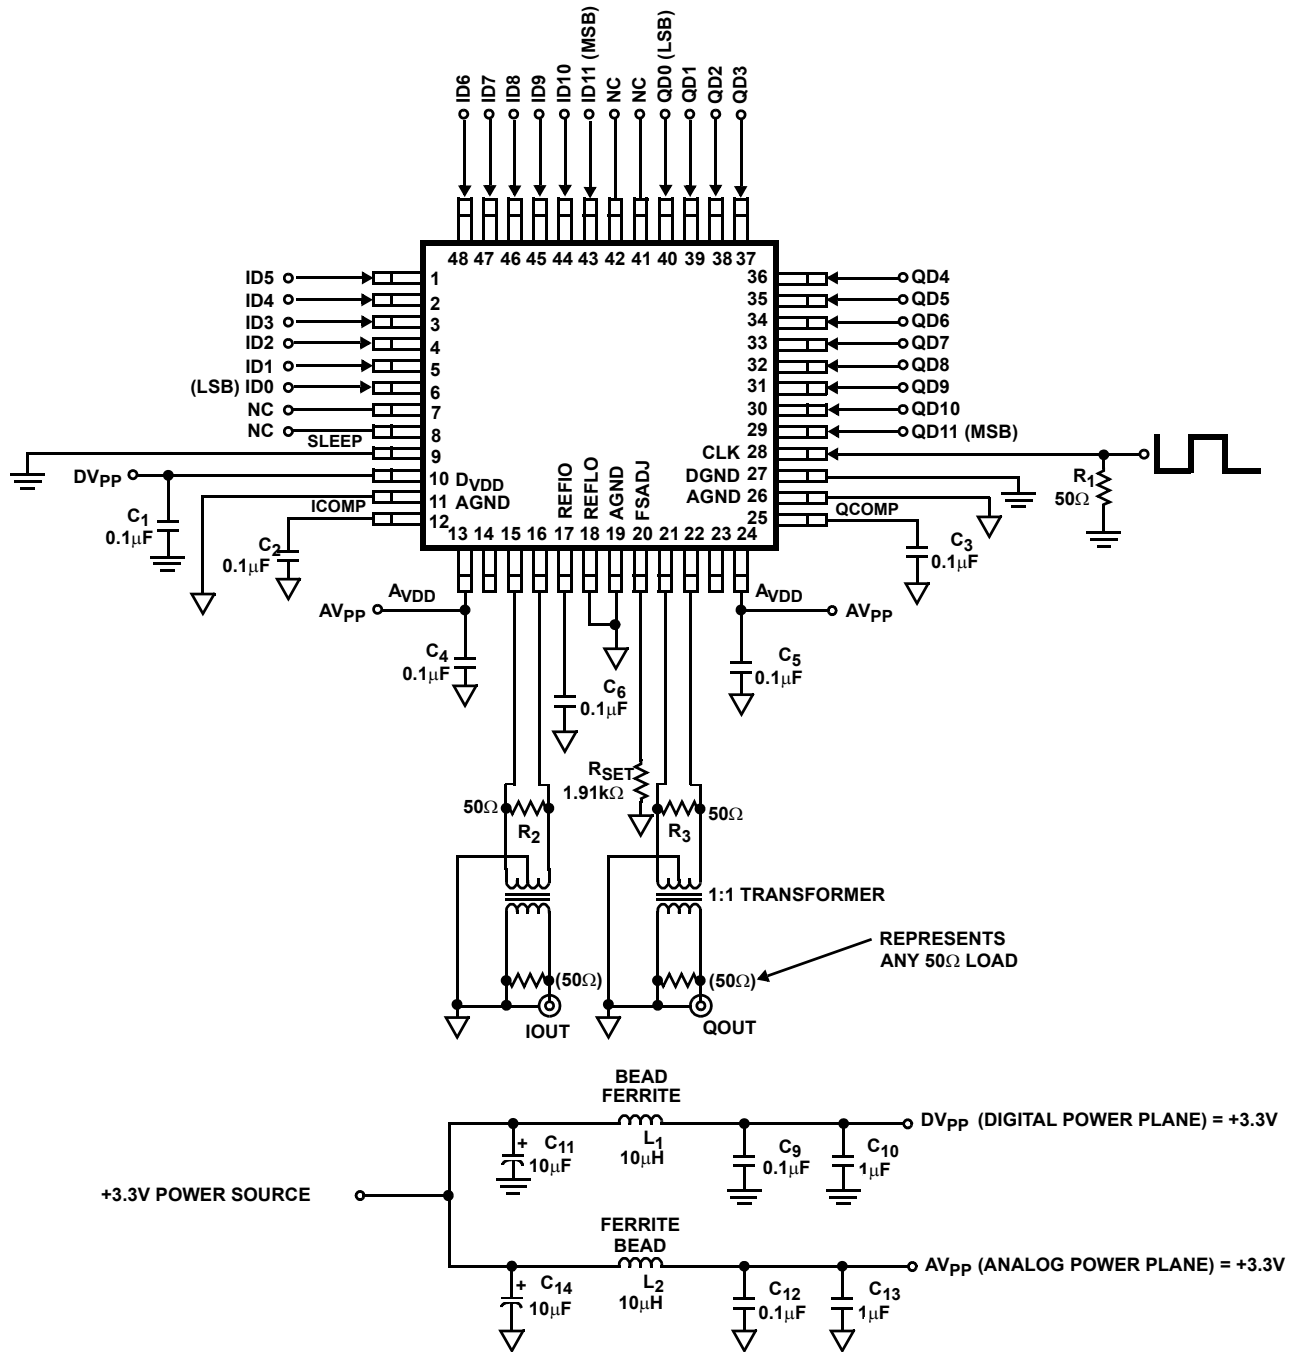 ID6
ID7
ID8
ID9
ID10
ID11 (MSB)
NC
NC
QD0 (LSB)
QD1
QD2
QD3
48 47 46 45 44 43 42 41 40 39 38 37
ID5 1
ID4 2
ID3 3
ID2 4
ID1 5
(LSB) ID0 6
NC 7
NC 8
SLEEP 9
DVPP 10 DVDD
11 AGND
ICOMP 12
36 QD4
35 QD5
34 QD6
33 QD7
32 QD8
31 QD9
30 QD10
29 QD11 (MSB)
CLK 28
DGND 27
AGND 26
25 QCOMP
R1
50Ω
C1
0.1µF
C2
0.1µF
C3
0.1µF
REFIO
REFLO
AGND
FSADJ
13 14 15 16 17 18 19 20 21 22 23 24
AVDD
AVPP
AVDD
AVPP
C4
0.1µF
C6
0.1µF
C5
0.1µF
RSET
1.91kΩ
50Ω
R2
R3
50Ω
1:1 TRANSFORMER
REPRESENTS
ANY 50Ω LOAD
(50Ω)
(50Ω)
IOUT
QOUT
BEAD
FERRITE
+
C11
10µF
L1
10µH
C9
0.1µF
C10
1µF
DVPP (DIGITAL POWER PLANE) = +3.3V
+3.3V POWER SOURCE
FERRITE
BEAD
+
C14
10µF
L2
10µH
C12
0.1µF
C13
1µF
AVPP (ANALOG POWER PLANE) = +3.3V